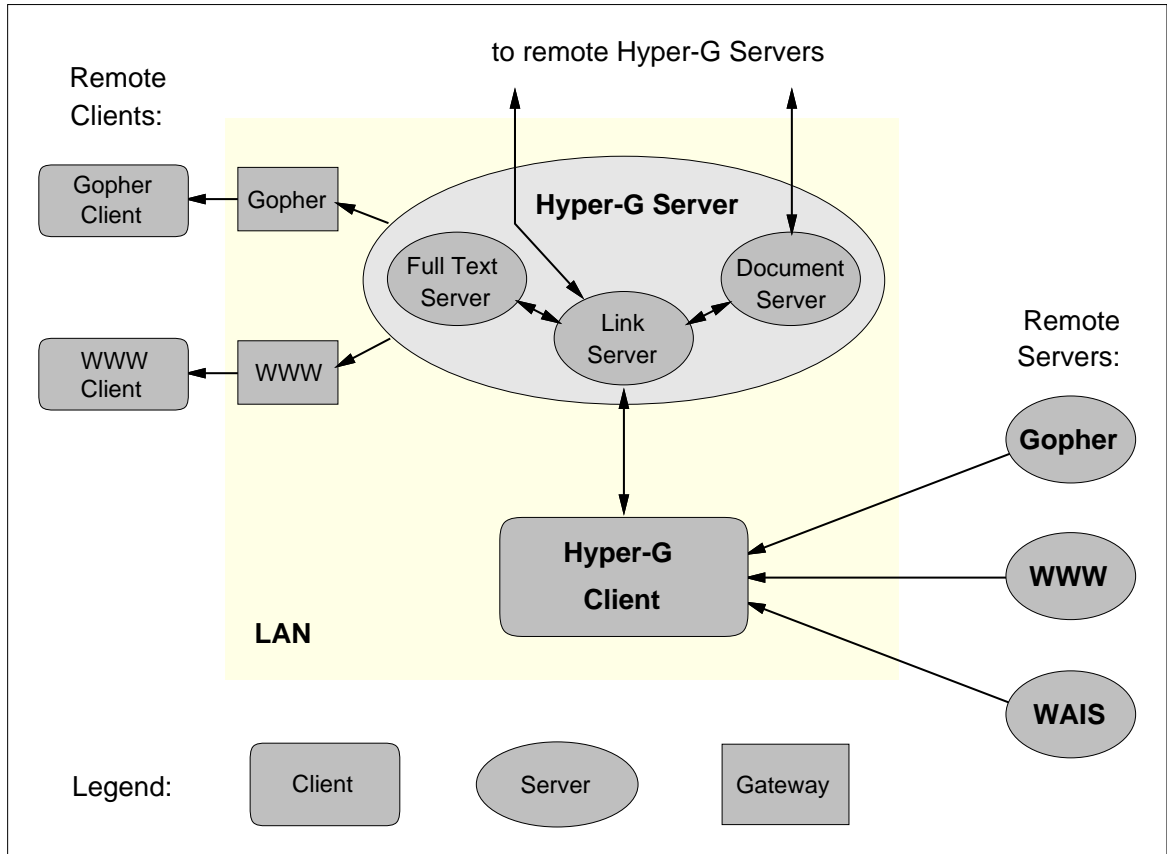 to remote Hyper-G Servers
Remote
Clients:
Gopher
Client
Gopher
Hyper-G Server
Full Text
Server
Document
Server
Link
Server
WWW
Client
WWW
Remote
Servers:
Gopher
Hyper-G
Client
WWW
LAN
WAIS
Legend:
Client
Server
Gateway